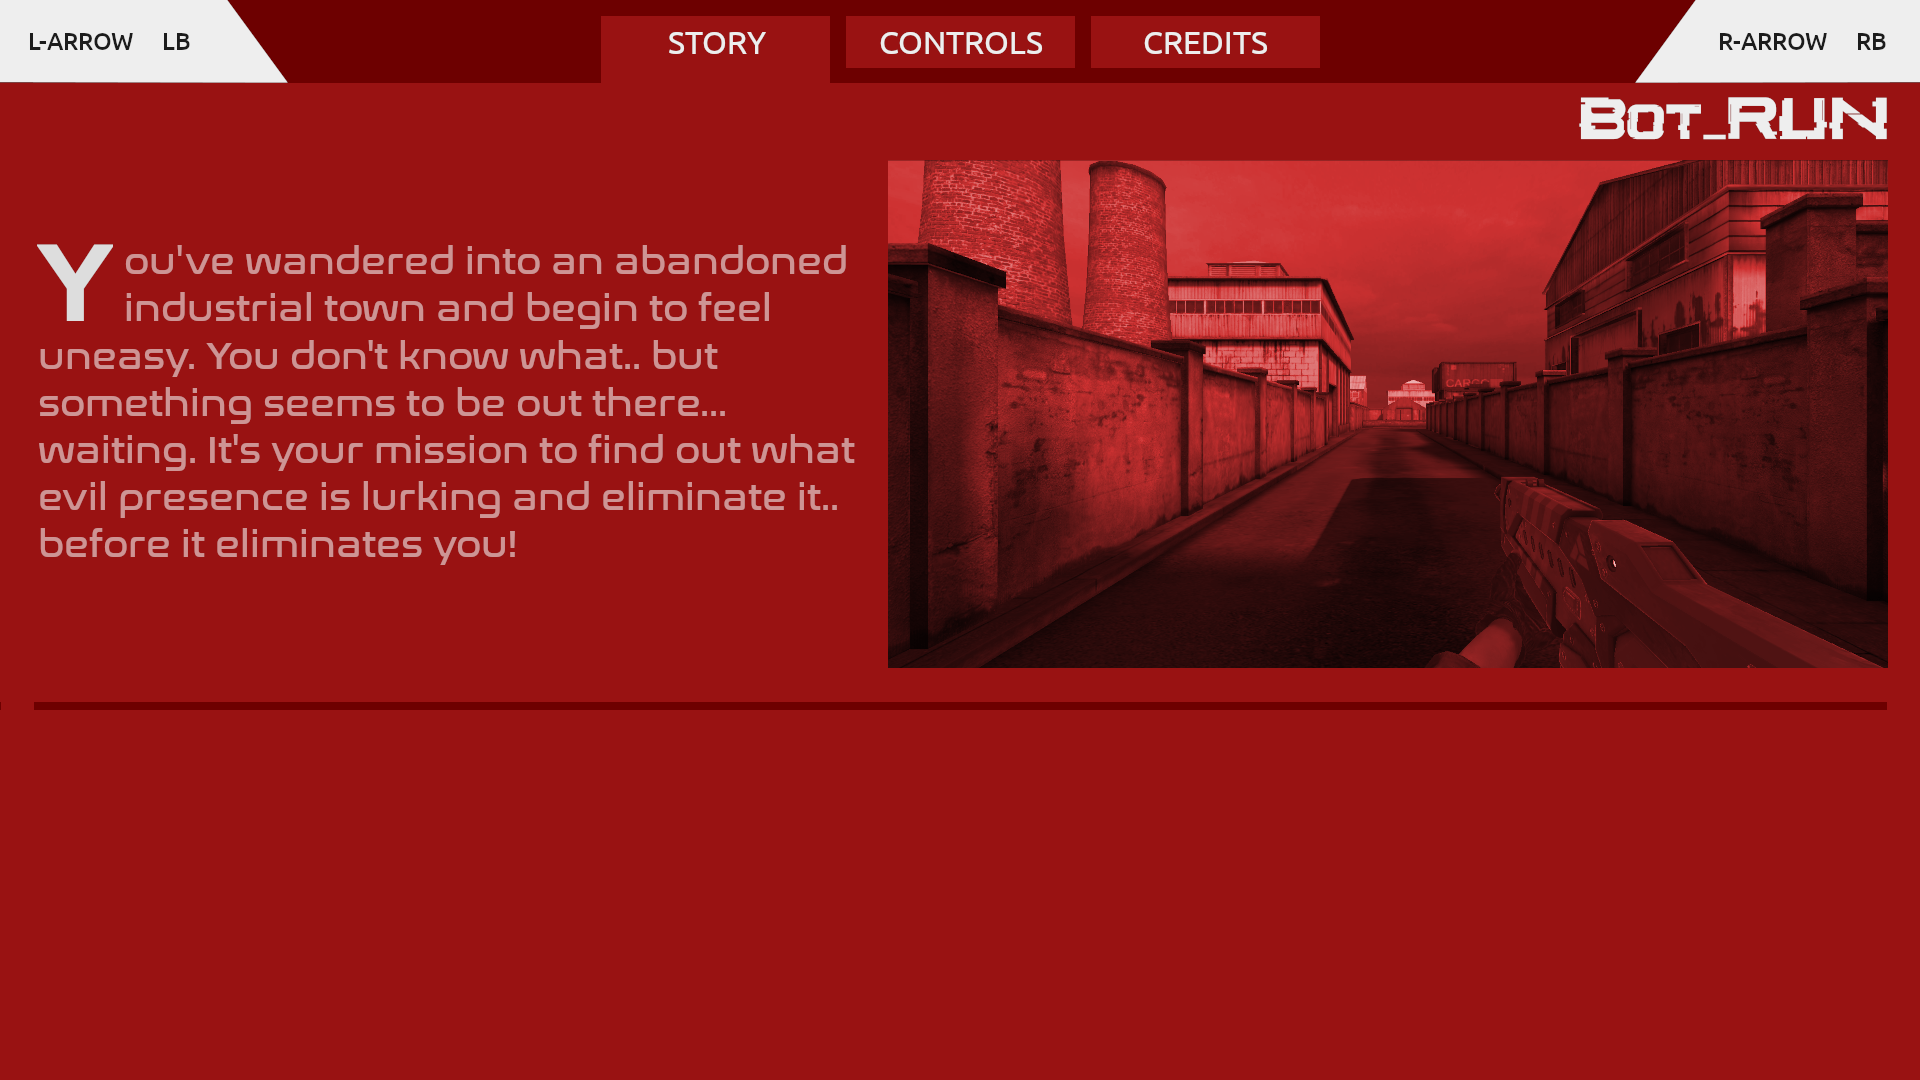 L-ARROW LB
STORY
CONTROLS
CREDITS
R-ARROW RB
Bot_RUN
You've wandered into an abandoned
industrial town and begin to feel
uneasy. You don't know what.. but
something seems to be out there...
waiting. It's your mission to find out what
evil presence is lurking and eliminate it..
before it eliminates you!
CARGO